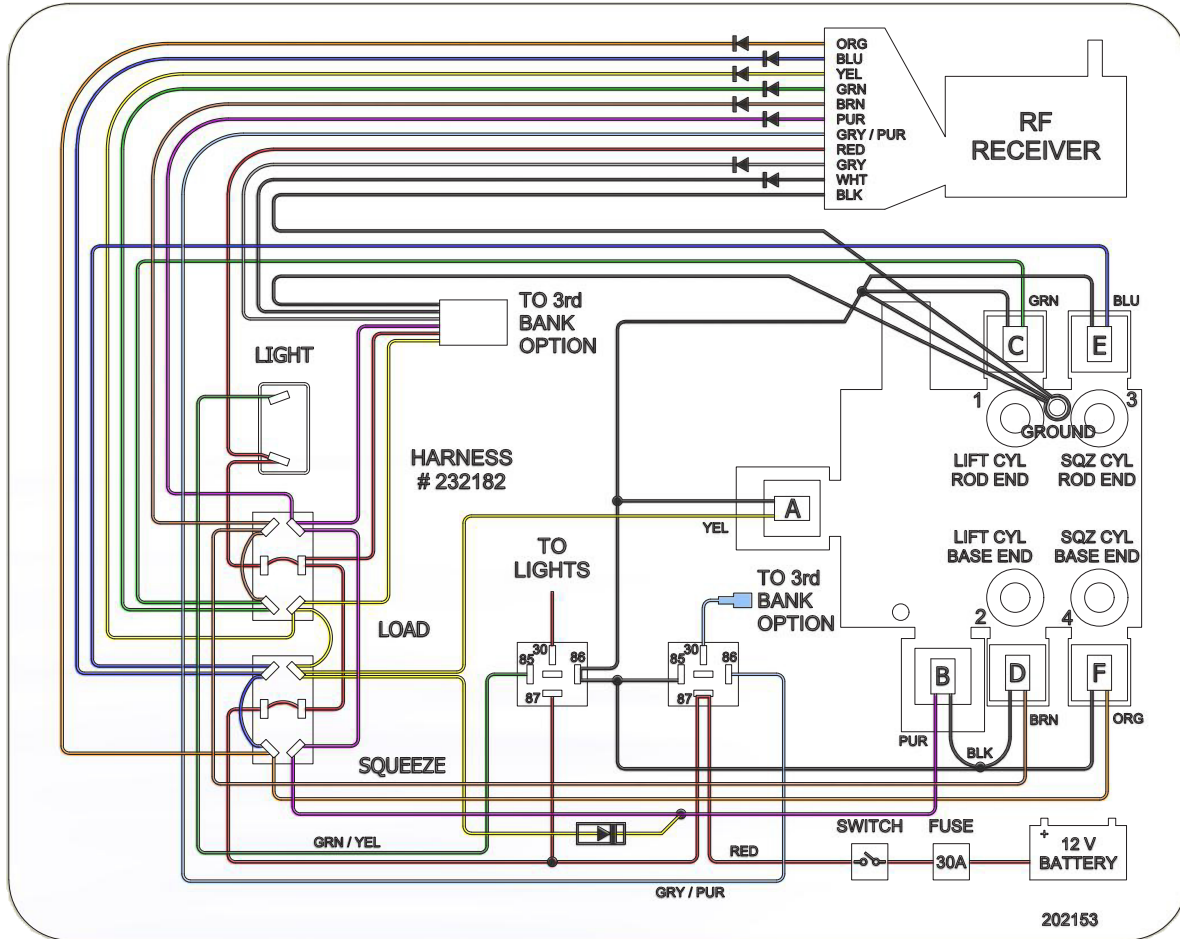 ORG
BLU
YEL
GRN
BRN
PUR
GRY / PUR
RED
GRY
WHT
BLK
RF
RECEIVER
TO 3rd
BANK
OPTION
GRN
BLU
LIGHT
C
E
1
3
GROUND
HARNESS
# 232182
LIFT CYL
ROD END
SQZ CYL
ROD END
A
YEL
TO
LIGHTS
LIFT CYL
BASE END
SQZ CYL
BASE END
TO 3rd
BANK
OPTION
LOAD
2
4
30
85
86
87
30
85
86
87
B
D
F
BRN
ORG
PUR
BLK
SQUEEZE
GRN / YEL
RED
GRY / PUR
SWITCH
FUSE
30A
+
12 V
BATTERY
202153